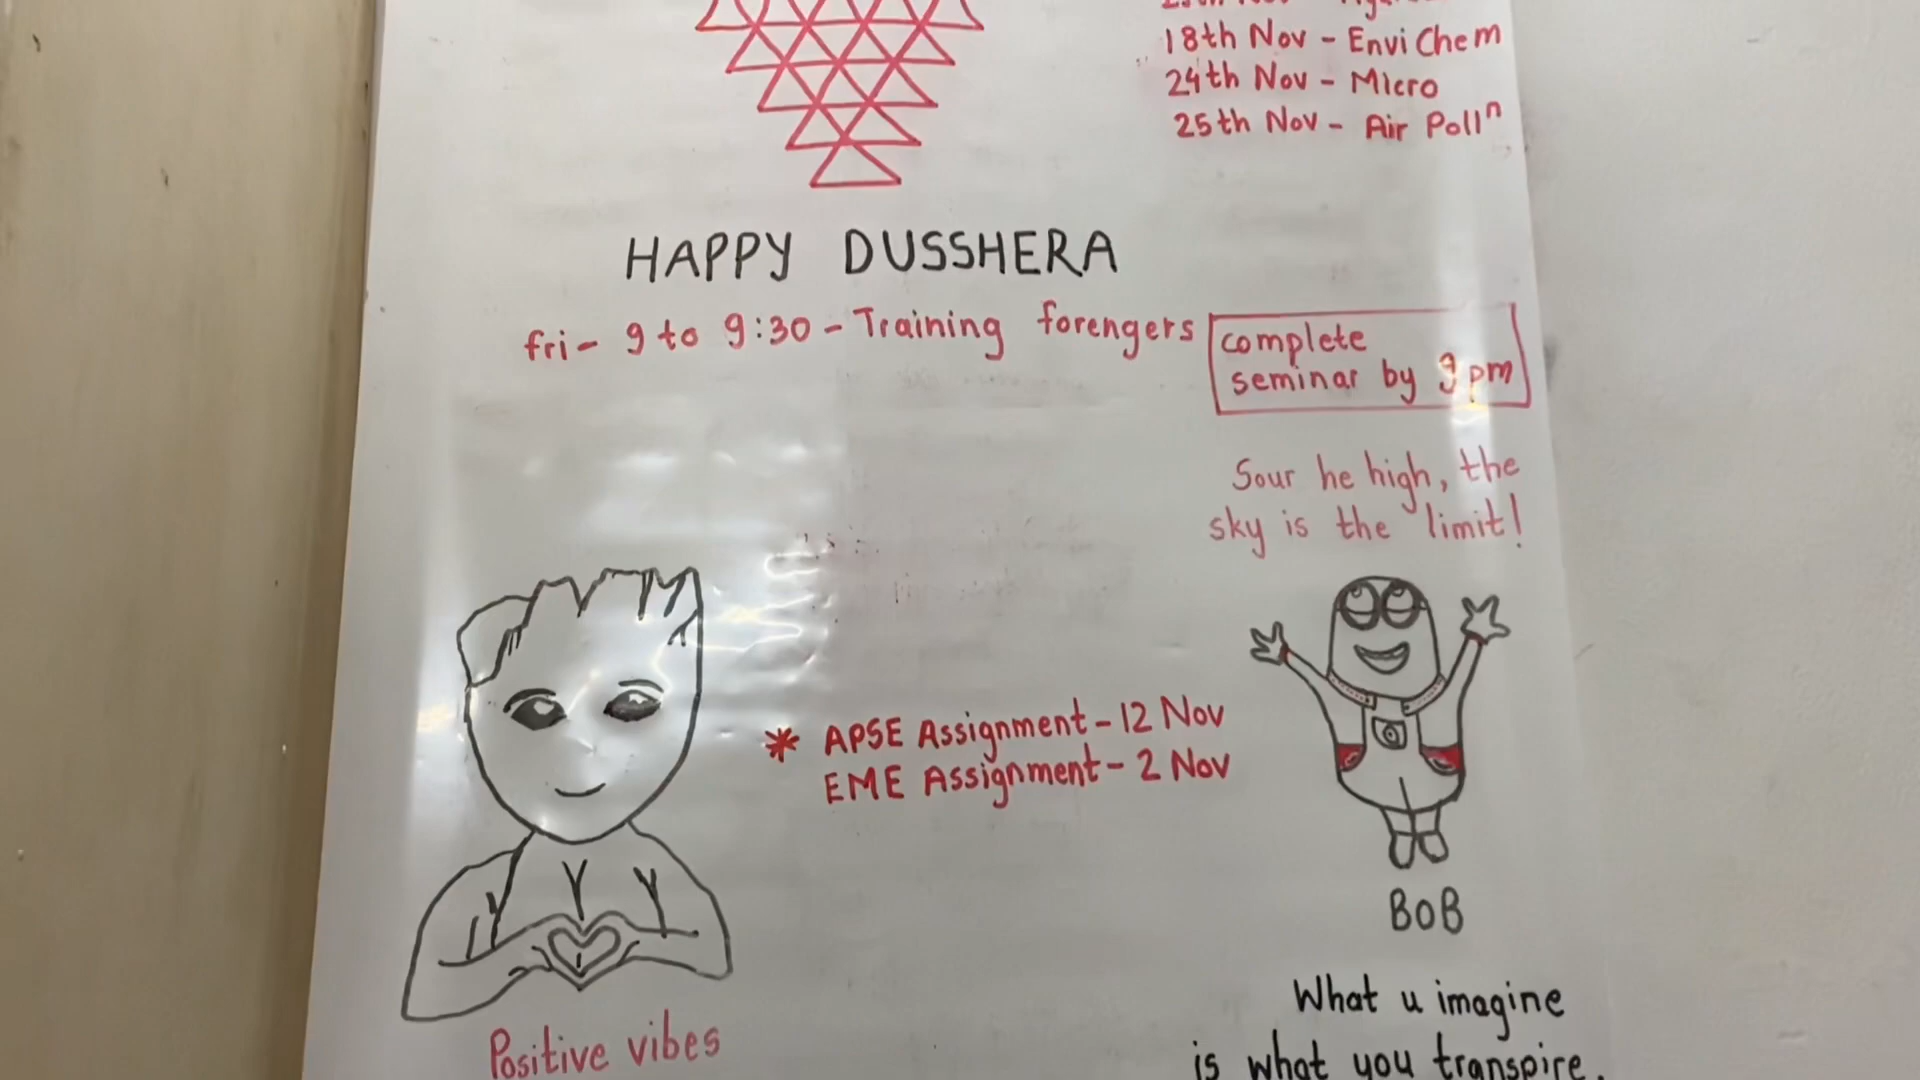 18th Nov - Envi Chem
24th Nov - Micro
25th Nov - Air Pollⁿ
HAPPY DUSSHERA
fri - 9 to 9:30 - Training forengers
complete
seminar by 9 pm
Sour he high, the
sky is the limit!
* APSE Assignment - 12 Nov
EME Assignment - 2 Nov
BOB
Positive vibes
What u imagine
is what you transpire.